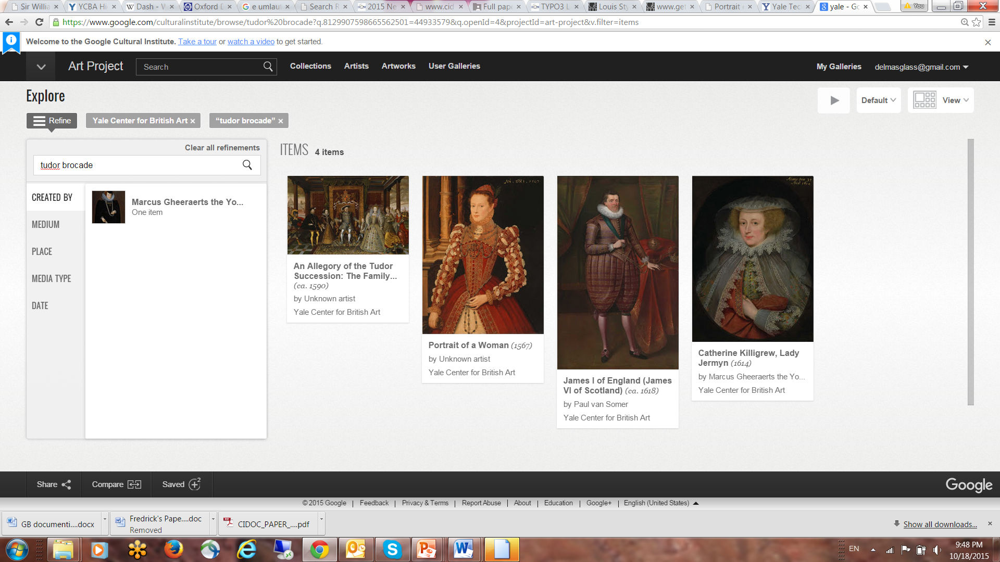 Sir Willia
YCBA Hi
Dash - W
Oxford
e umlaut
Search R
2015 Ne
www.cid
Full pape
TYPO3 L
Louis Sty
www.get
Portrait
Yale Tec
yale - Go
You
https://www.google.com/culturalinstitute/browse/tudor%20brocade?q.8129907598665562501=44933579&q.openId=4&projectId=art-project&v.filter=items
Welcome to the Google Cultural Institute. Take a tour or watch a video to get started.
Art Project
Search
Collections
Artists
Artworks
User Galleries
My Galleries
delmasglass@gmail.com
Explore
Default
View
Refine
Yale Center for British Art ×
“tudor brocade” ×
Clear all refinements
tudor brocade
CREATED BY
MEDIUM
PLACE
MEDIA TYPE
DATE
Marcus Gheeraerts the Yo...
One item
ITEMS 4 items
An Allegory of the Tudor
Succession: The Family...
(ca. 1590)
by Unknown artist
Yale Center for British Art
Portrait of a Woman (1567)
by Unknown artist
Yale Center for British Art
James I of England (James
VI of Scotland) (ca. 1618)
by Paul van Somer
Yale Center for British Art
Catherine Killigrew, Lady
Jermyn (1614)
by Marcus Gheeraerts the Yo...
Yale Center for British Art
Share
Compare
Saved
2
Google
© 2015 Google | Feedback | Privacy & Terms | Report Abuse | About | Education | Google+ | English (United States)
GB documenti....docx
Fredrick's Pape....doc
Removed
CIDOC_PAPER_....pdf
Show all downloads...
EN
9:48 PM
10/18/2015